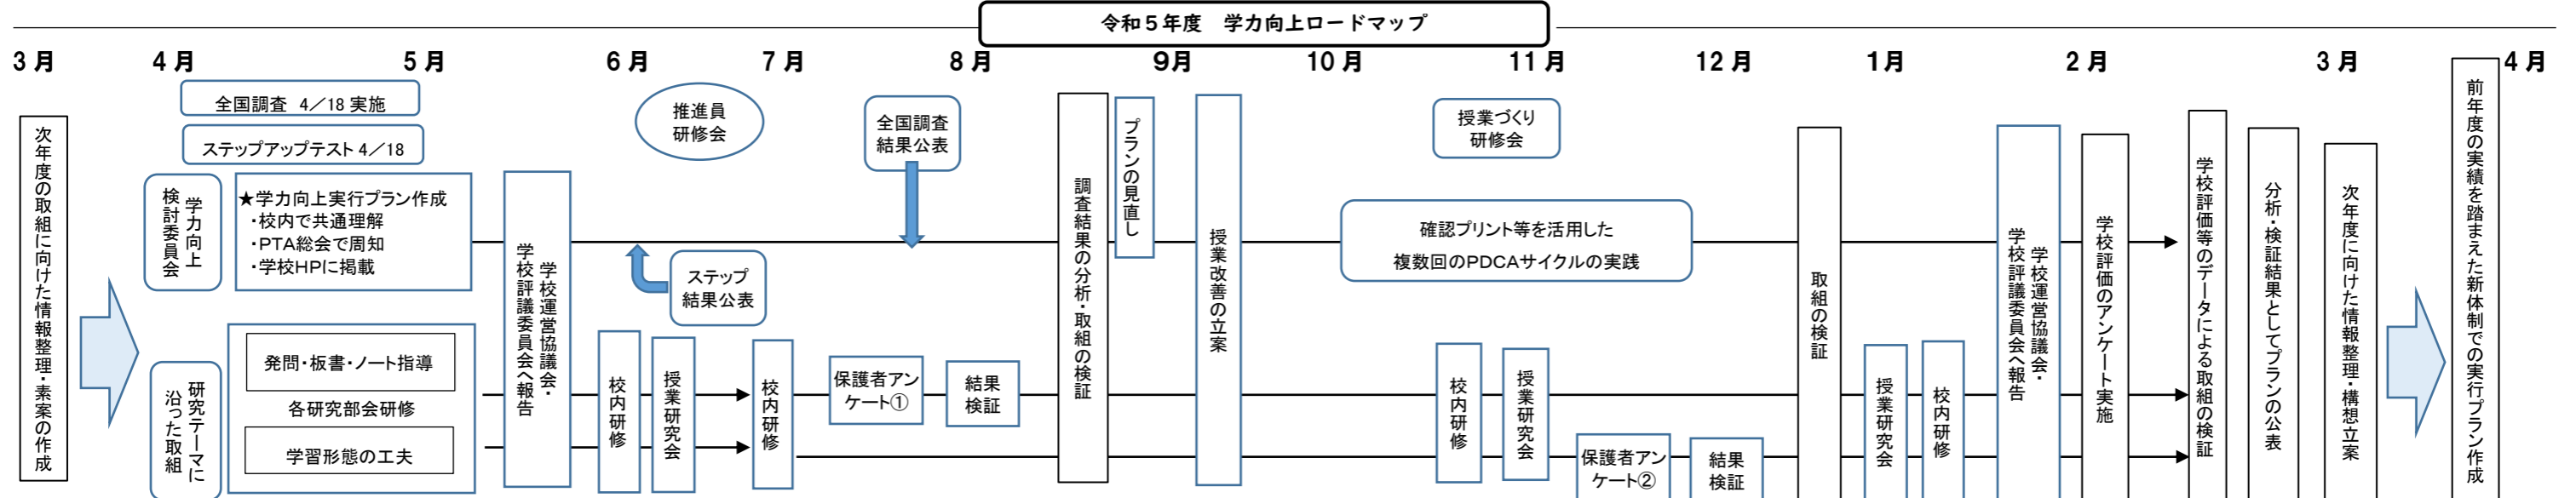 令和５年度　学力向上ロードマップ
3月
4月
5月
6月
7月
8月
9月
10月
11月
12月
1月
2月
3月
4月
次年度の取組に向けた情報整理・素案の作成
全国調査 4／18 実施
ステップアップテスト 4／18
学力向上
検討委員会
★学力向上実行プラン作成
・校内で共通理解
・PTA総会で周知
・学校HPに掲載
研究テーマに
沿った取組
発問・板書・ノート指導
各研究部会研修
学習形態の工夫
学校運営協議会・
学校評議委員会へ報告
推進員
研修会
ステップ
結果公表
校内研修
授業研究会
校内研修
全国調査
結果公表
保護者アン
ケート①
結果
検証
調査結果の分析・取組の検証
プランの見直し
授業改善の立案
授業づくり
研修会
確認プリント等を活用した
複数回のPDCAサイクルの実践
校内研修
授業研究会
保護者アン
ケート②
結果
検証
取組の検証
授業研究会
校内研修
学校運営協議会・
学校評議委員会へ報告
学校評価のアンケート実施
学校評価等のデータによる取組の検証
分析・検証結果としてプランの公表
次年度に向けた情報整理・構想立案
前年度の実績を踏まえた新体制での実行プラン作成